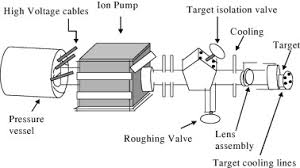 High Voltage cables
Ion Pump
Target isolation valve
Cooling
Target
Pressure
vessel
Roughing Valve
Lens
assembly
Target cooling lines